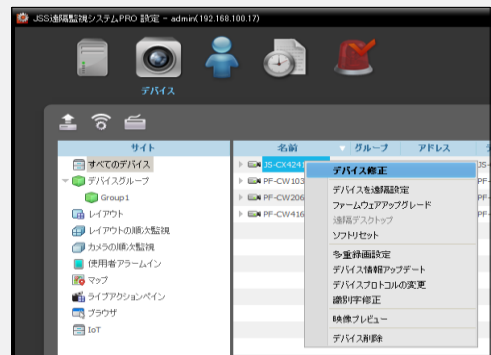 JSS遠隔監視システムPRO 設定 - admin(192.168.100.17)
デバイス
サイト
名前 グループ アドレス
すべてのデバイス
デバイスグループ
Group1
レイアウト
レイアウトの順次監視
カメラの順次監視
使用者アラームイン
マップ
ライブアクションペイン
ブラウザ
IoT
JS-CX4241
PF-CW103
PF-CW206
PF-CW416
デバイス修正
デバイスを遠隔設定
ファームウェアアップグレード
遠隔デスクトップ
ソフトリセット
多重録画設定
デバイス情報アップデート
デバイスプロトコルの変更
識別字修正
映像プレビュー
デバイス削除
JS-
PF-
PF-
PF-